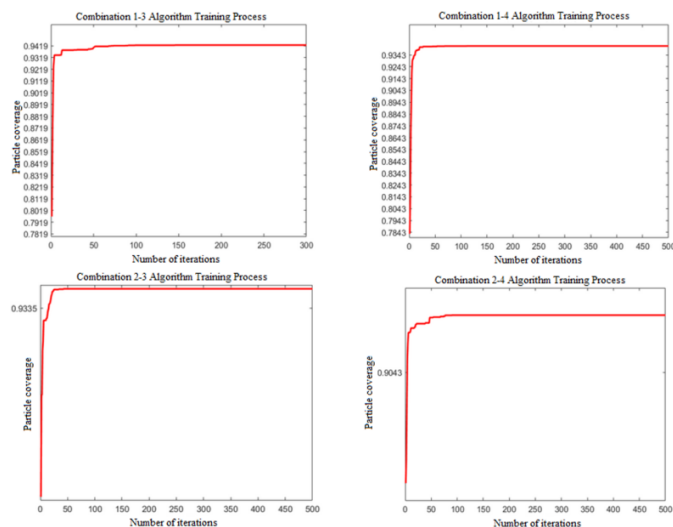 Combination 1-3 Algorithm Training Process
0.9419
0.9319
0.9219
0.9119
0.9019
0.8919
0.8819
0.8719
0.8619
0.8519
0.8419
0.8319
0.8219
0.8119
0.8019
0.7919
0.7819
Particle coverage
0 50 100 150 200 250 300
Number of iterations
Combination 1-4 Algorithm Training Process
0.9343
0.9243
0.9143
0.9043
0.8943
0.8843
0.8743
0.8643
0.8543
0.8443
0.8343
0.8243
0.8143
0.8043
0.7943
0.7843
Particle coverage
0 50 100 150 200 250 300 350 400 450 500
Number of iterations
Combination 2-3 Algorithm Training Process
0.9335
Particle coverage
0 50 100 150 200 250 300 350 400 450 500
Number of iterations
Combination 2-4 Algorithm Training Process
0.9043
Particle coverage
0 50 100 150 200 250 300 350 400 450 500
Number of iterations